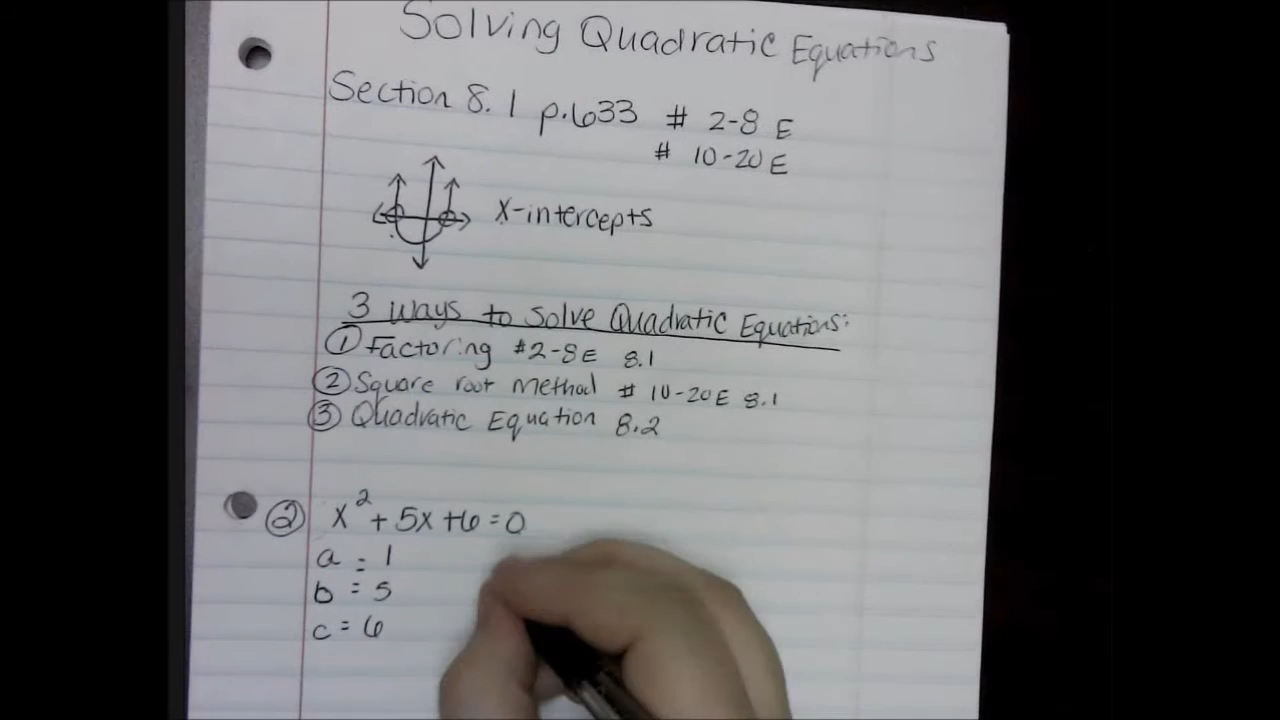 Solving Quadratic Equations
Section 8.1 p.633 # 2-8 E
# 10-20 E
X-intercepts
3 Ways to Solve Quadratic Equations:
① Factoring #2-8E 8.1
② Square root Method # 10-20E 8.1
③ Quadratic Equation 8.2
② x² + 5x + 6 = 0
a = 1
b = 5
c = 6